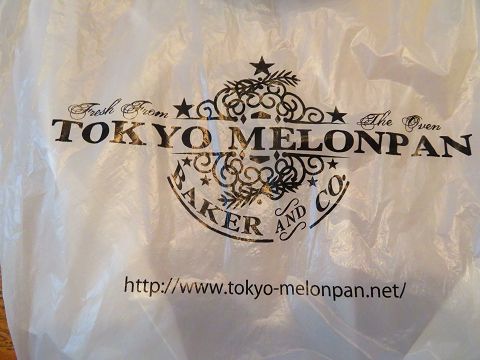 Fresh From The Oven
TOKYO MELONPAN
BAKER AND CO.
http://www.tokyo-melonpan.net/